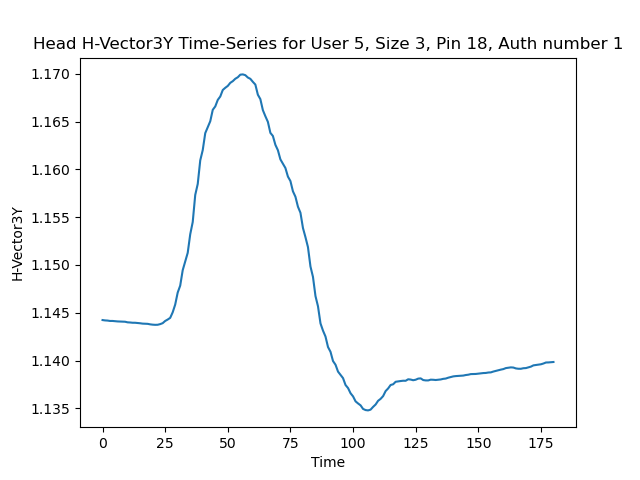 Head H-Vector3Y Time-Series for User 5, Size 3, Pin 18, Auth number 1
1.170
1.165
1.160
1.155
1.150
1.145
1.140
1.135
H-Vector3Y
0 25 50 75 100 125 150 175
Time